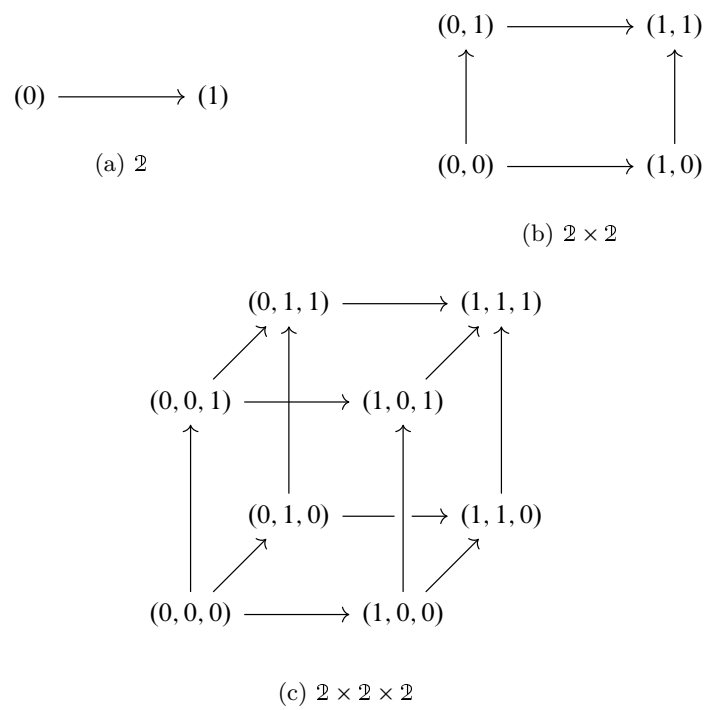 (0) (1)
(a) 𝟚
(0, 1) (1, 1)
(0, 0) (1, 0)
(b) 𝟚 × 𝟚
(0, 1, 1) (1, 1, 1)
(0, 0, 1) (1, 0, 1)
(0, 1, 0) (1, 1, 0)
(0, 0, 0) (1, 0, 0)
(c) 𝟚 × 𝟚 × 𝟚